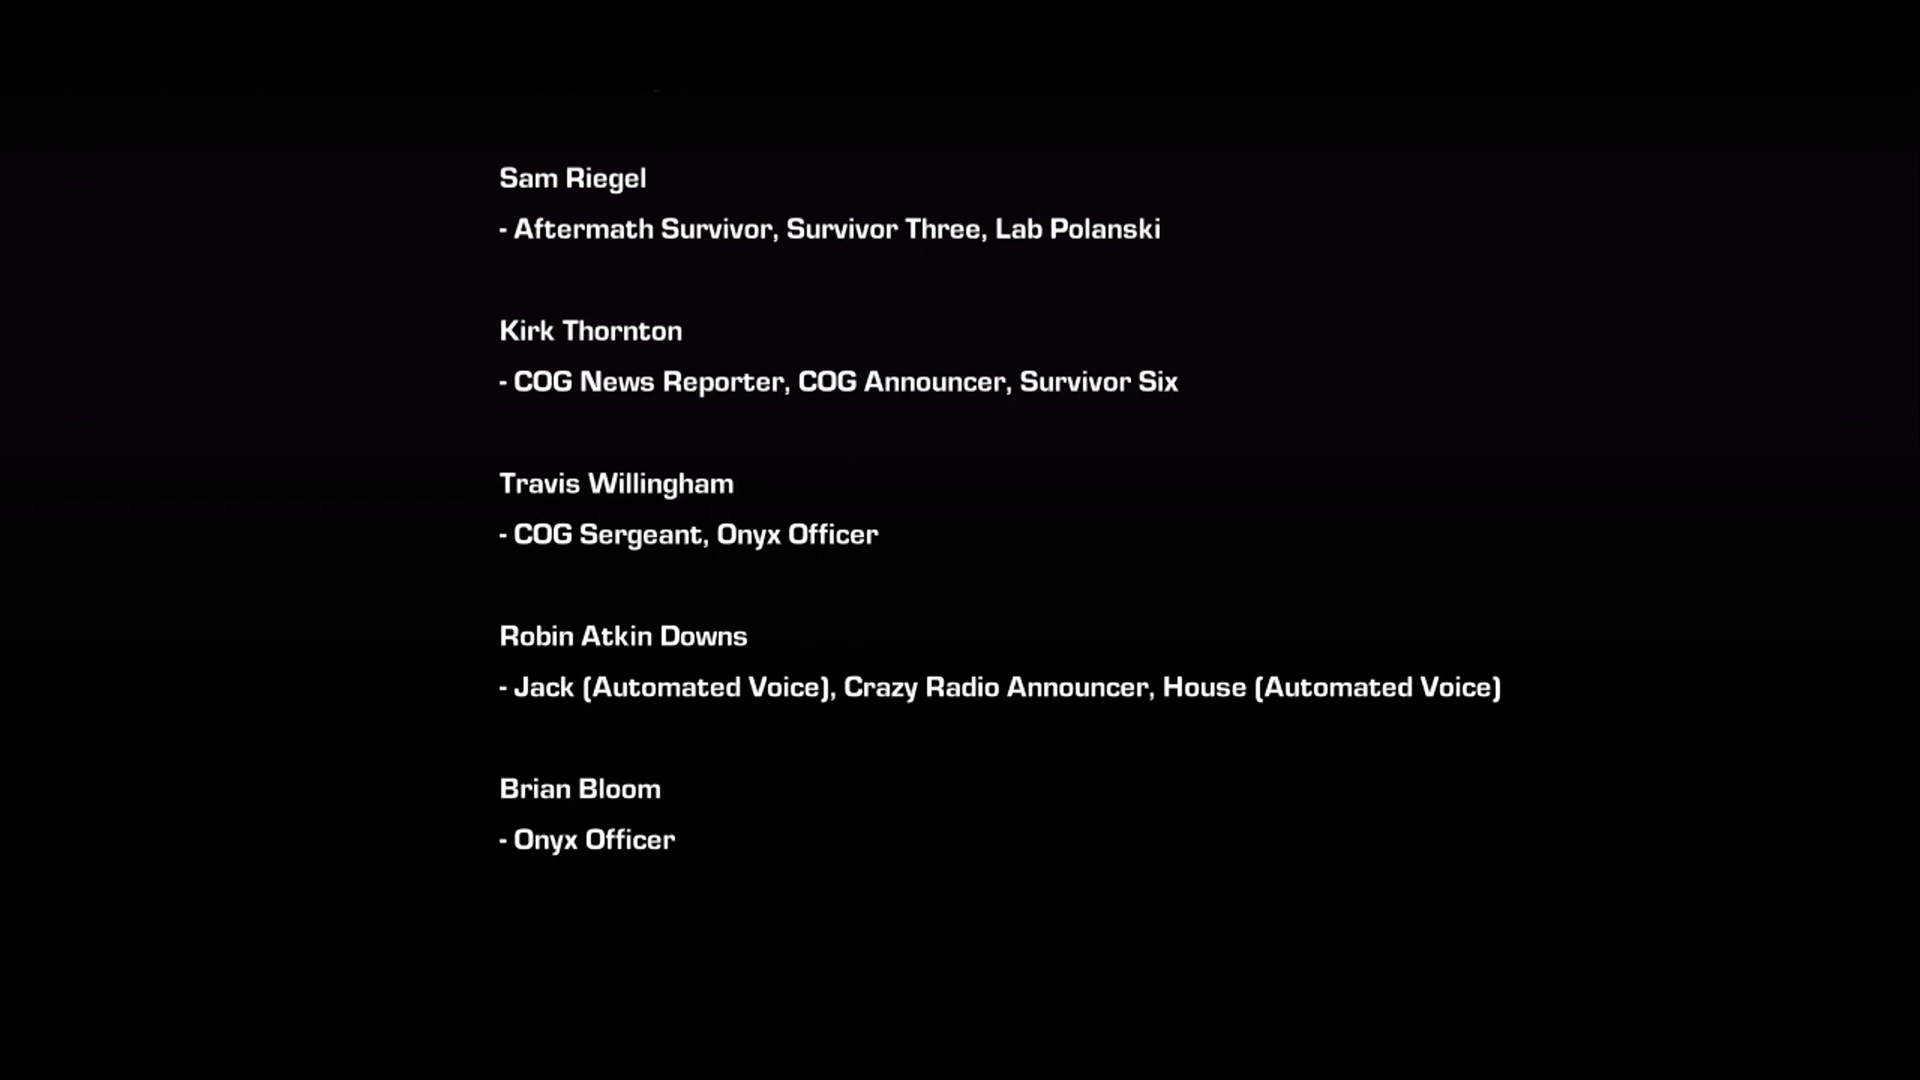 Sam Riegel
- Aftermath Survivor, Survivor Three, Lab Polanski
Kirk Thornton
- COG News Reporter, COG Announcer, Survivor Six
Travis Willingham
- COG Sergeant, Onyx Officer
Robin Atkin Downs
- Jack (Automated Voice), Crazy Radio Announcer, House (Automated Voice)
Brian Bloom
- Onyx Officer